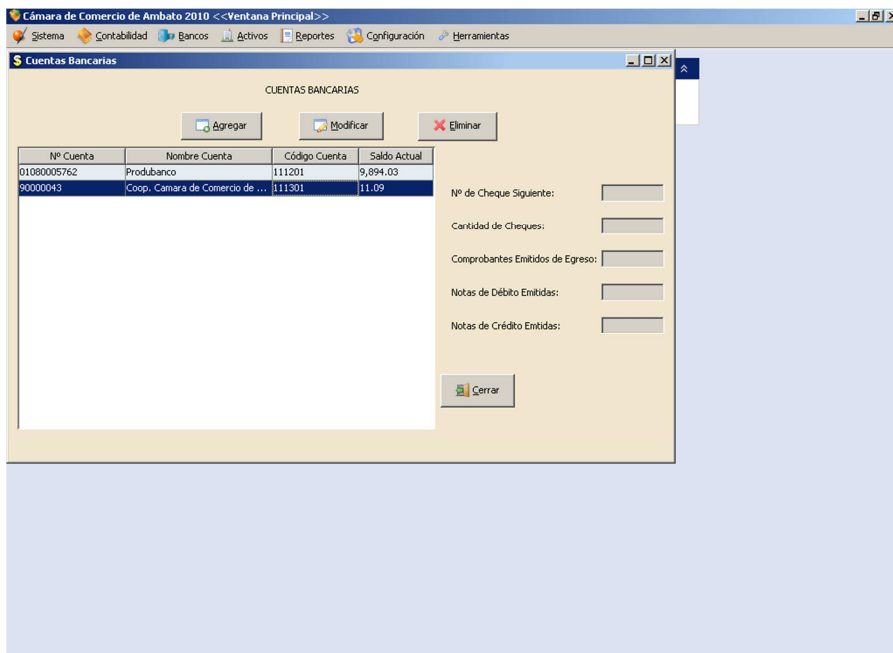 Cámara de Comercio de Ambato 2010 <<Ventana Principal>>
Sistema Contabilidad Bancos Activos Reportes Configuración Herramientas
Cuentas Bancarias
CUENTAS BANCARIAS
Agregar Modificar Eliminar
Nº Cuenta Nombre Cuenta Código Cuenta Saldo Actual
01080005762 Produbanco 111201 9,894.03
90000043 Coop. Camara de Comercio de ... 111301 11.09
Nº de Cheque Siguiente:
Cantidad de Cheques:
Comprobantes Emitidos de Egreso:
Notas de Débito Emitidas:
Notas de Crédito Emtidas:
Cerrar